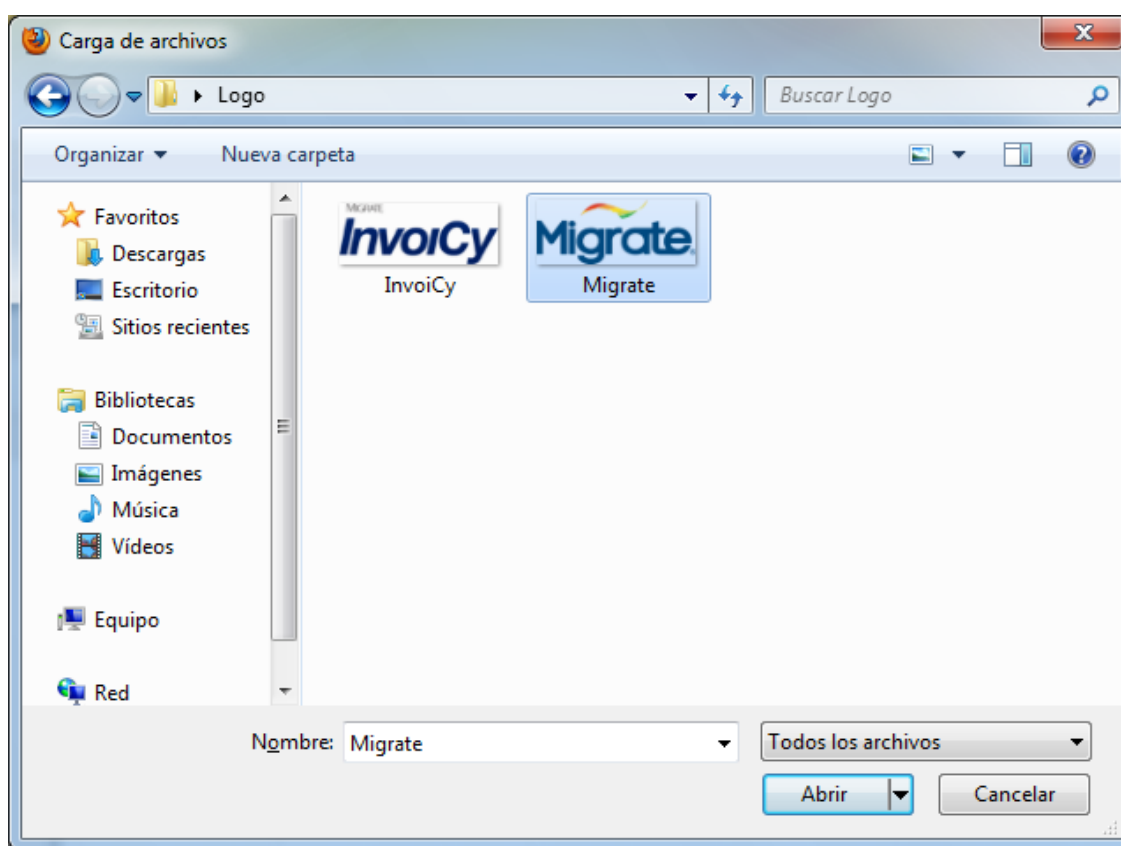 Carga de archivos
Logo
Buscar Logo
Organizar
Nueva carpeta
Favoritos
Descargas
Escritorio
Sitios recientes
Bibliotecas
Documentos
Imágenes
Música
Vídeos
Equipo
Red
MIGRATE
InvoiCy
InvoiCy
Migrate
Migrate
Nombre: Migrate
Todos los archivos
Abrir
Cancelar